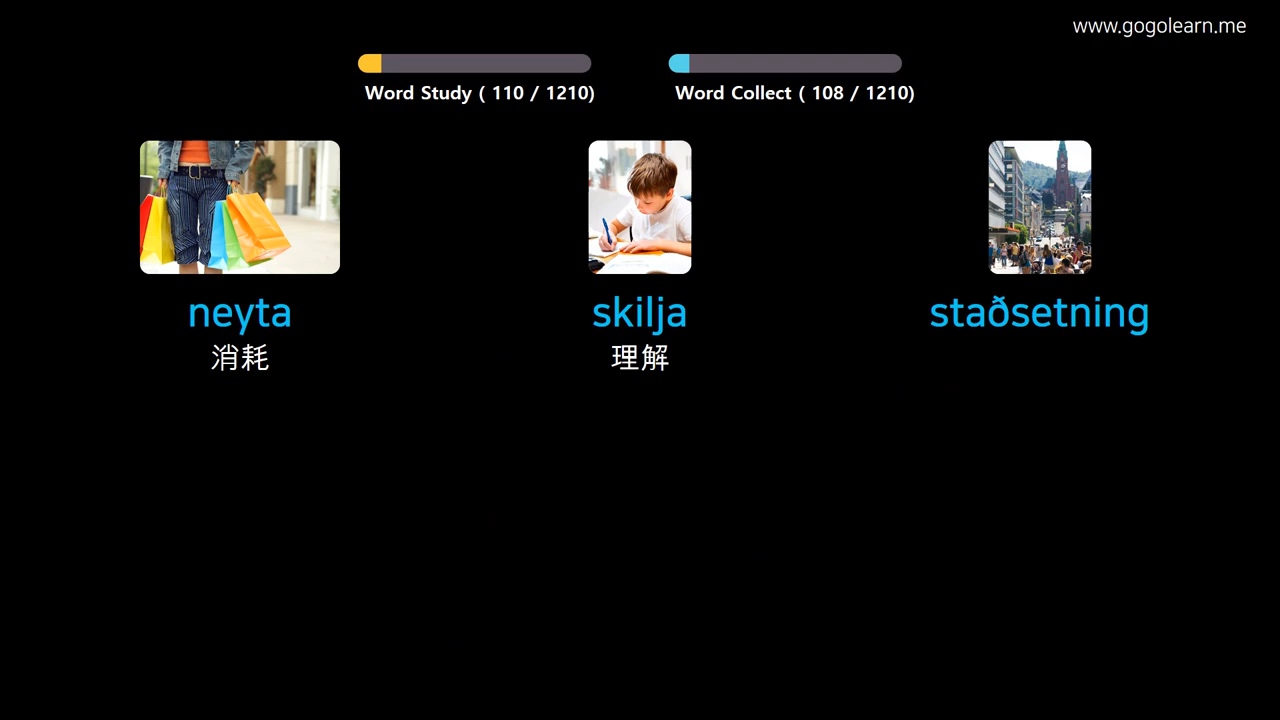 www.gogolearn.me
Word Study ( 110 / 1210)
Word Collect ( 108 / 1210)
neyta
消耗
skilja
理解
staðsetning